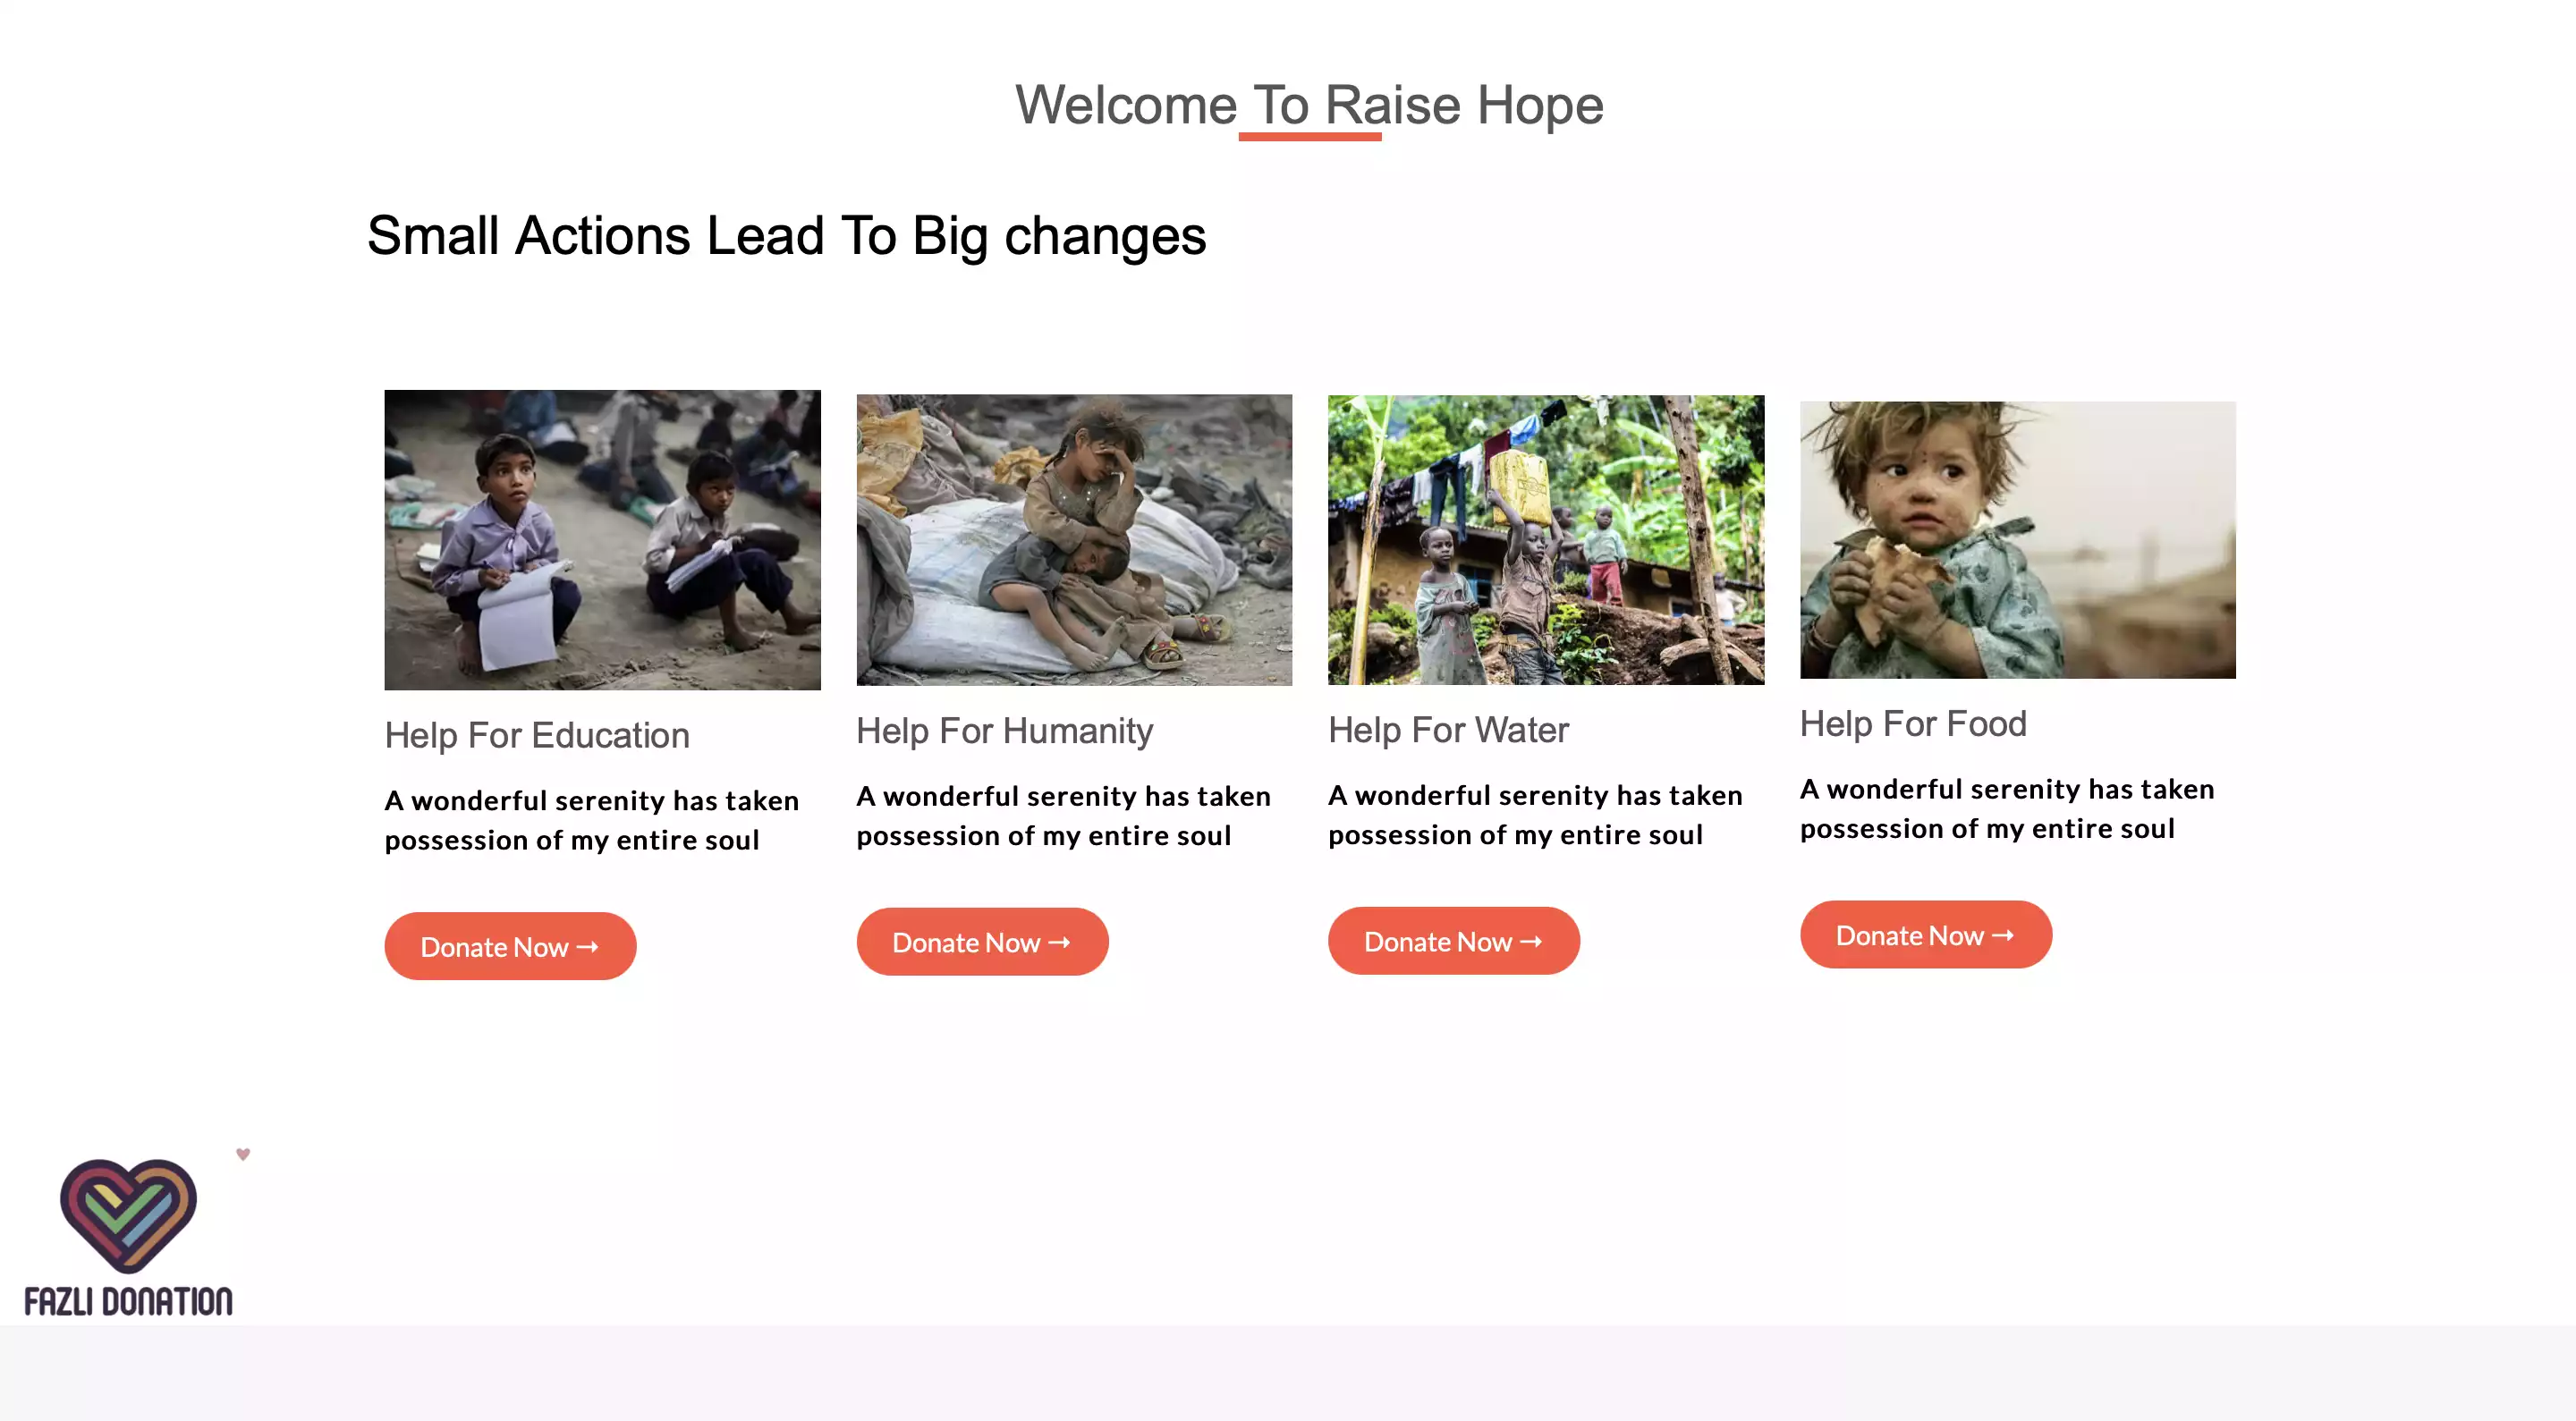 Welcome To Raise Hope
Small Actions Lead To Big changes
Help For Education
A wonderful serenity has taken
possession of my entire soul
Donate Now →
Help For Humanity
A wonderful serenity has taken
possession of my entire soul
Donate Now →
Help For Water
A wonderful serenity has taken
possession of my entire soul
Donate Now →
Help For Food
A wonderful serenity has taken
possession of my entire soul
Donate Now →
FAZLI DONATION